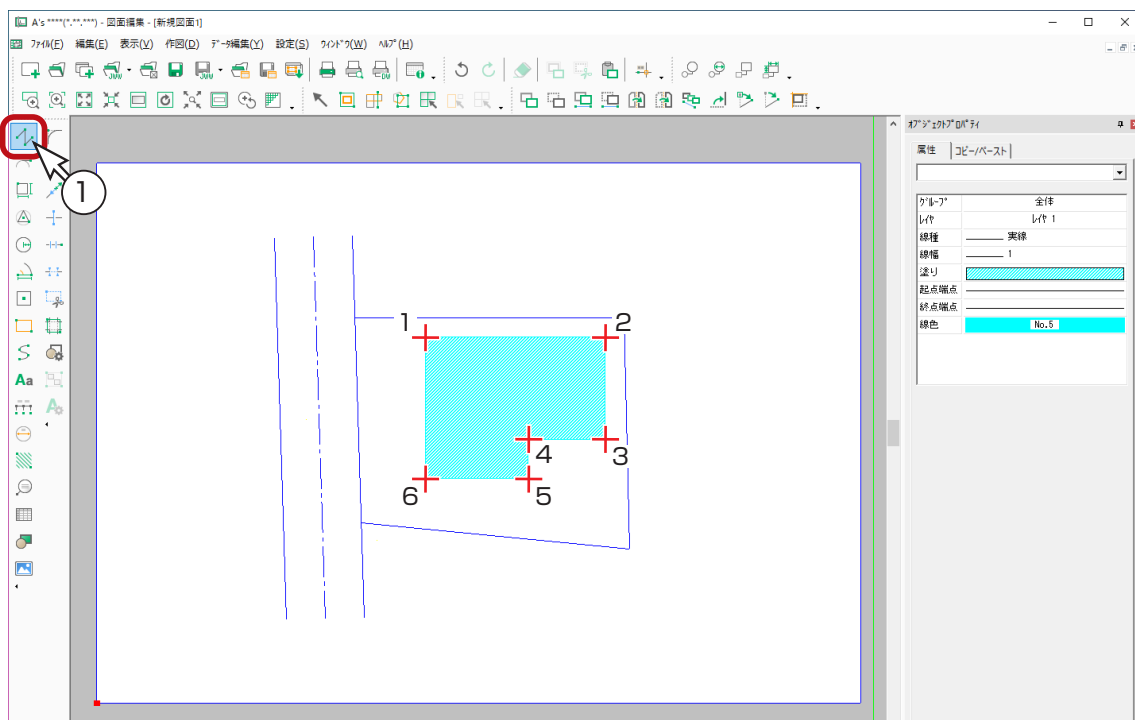 A's ****(*.**.***) - 図面編集 - [新規図面1]
ﾌｧｲﾙ(F) 編集(E) 表示(V) 作図(D) ﾃﾞｰﾀ編集(Y) 設定(S) ｳｨﾝﾄﾞｳ(W) ﾍﾙﾌﾟ(H)
JWW JWW DM
ｵﾌﾞｼﾞｪｸﾄﾌﾟﾛﾊﾟﾃｨ
属性 ｺﾋﾟｰ/ﾍﾟｰｽﾄ
1
ｸﾞﾙｰﾌﾟ 全体
ﾚｲﾔ ﾚｲﾔ 1
線種 実線
線幅 1
塗り
起点端点
終点端点
線色 No.5
1 2
4 3
6 5
Aa
A